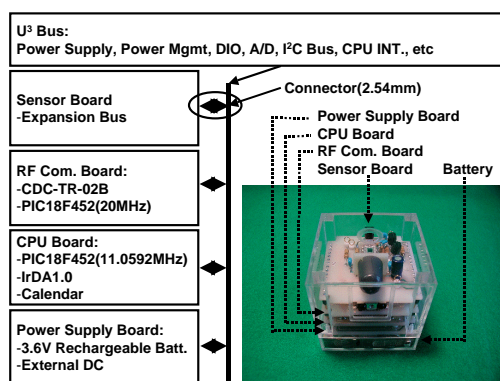 U³ Bus:
Power Supply, Power Mgmt, DIO, A/D, I²C Bus, CPU INT., etc
Connector(2.54mm)
Sensor Board
-Expansion Bus
RF Com. Board:
-CDC-TR-02B
-PIC18F452(20MHz)
CPU Board:
-PIC18F452(11.0592MHz)
-IrDA1.0
-Calendar
Power Supply Board:
-3.6V Rechargeable Batt.
-External DC
Power Supply Board
CPU Board
RF Com. Board
Sensor Board
Battery